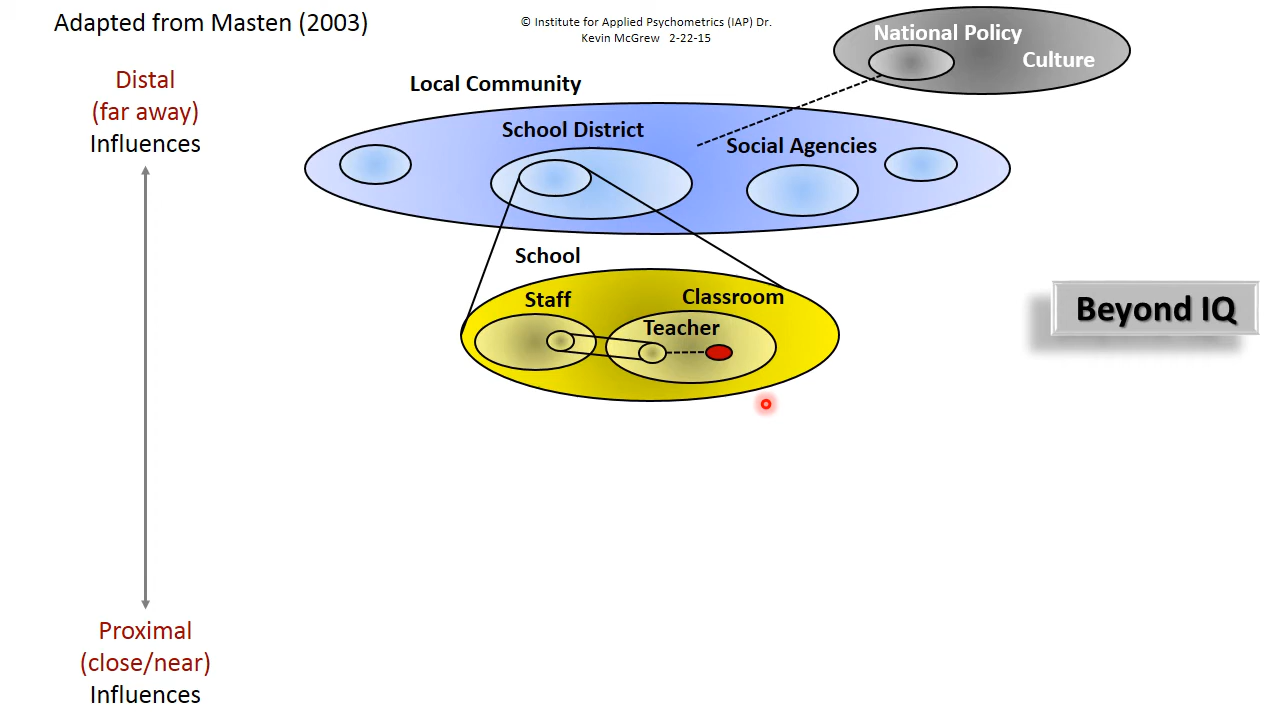 Adapted from Masten (2003)
© Institute for Applied Psychometrics (IAP) Dr.
Kevin McGrew 2-22-15
National Policy
Culture
Distal
(far away)
Influences
Local Community
School District
Social Agencies
School
Staff
Classroom
Teacher
Beyond IQ
Proximal
(close/near)
Influences